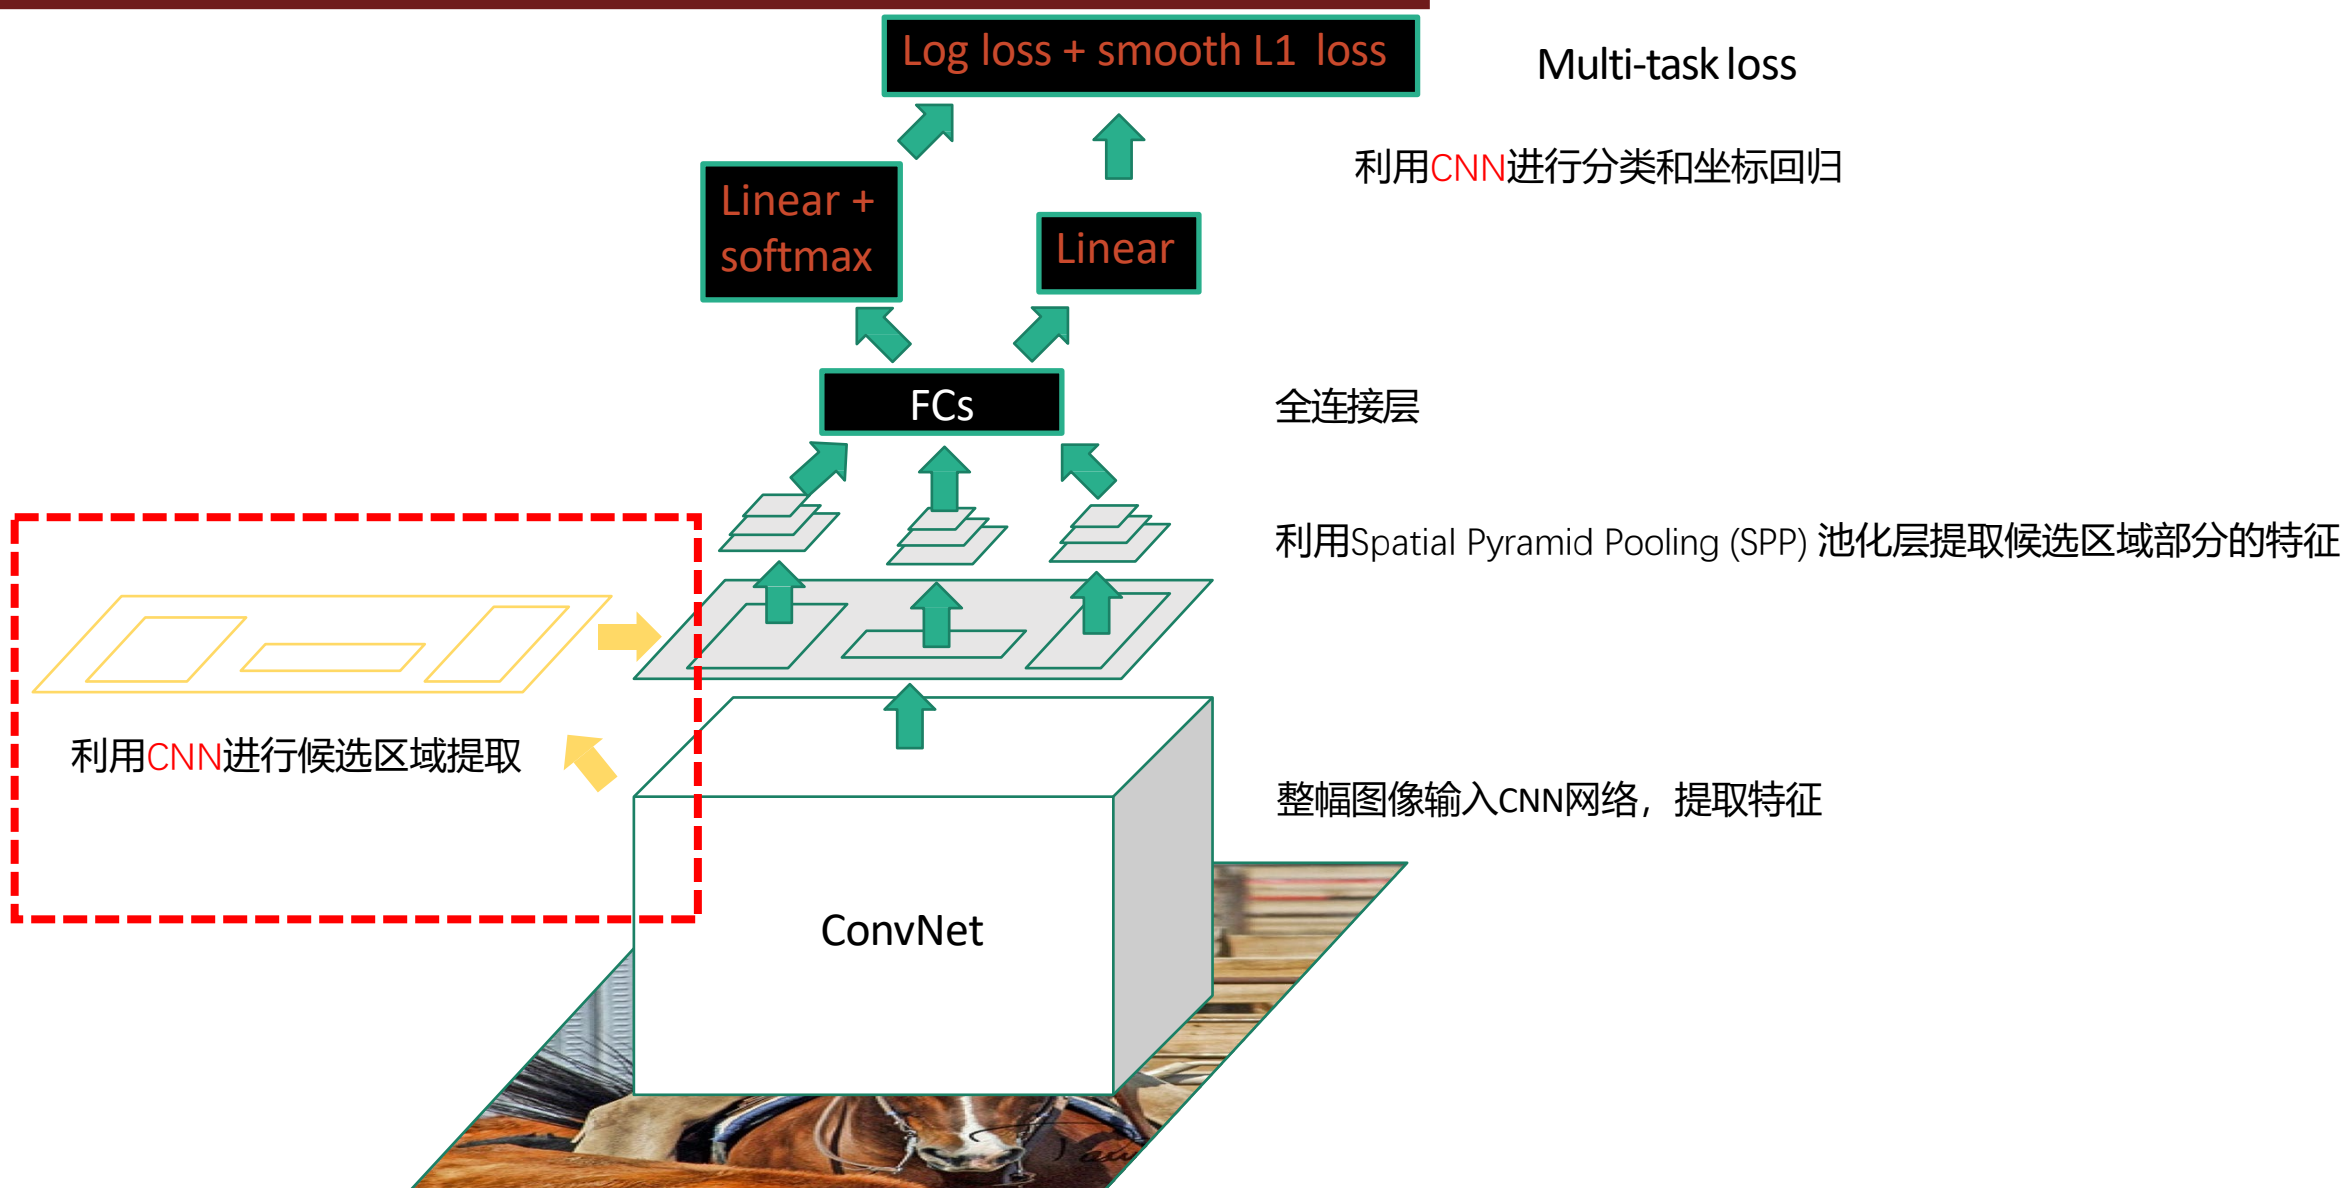 Log loss + smooth L1 loss
Multi-task loss
利用CNN进行分类和坐标回归
Linear +
softmax
Linear
FCs
全连接层
利用Spatial Pyramid Pooling (SPP) 池化层提取候选区域部分的特征
利用CNN进行候选区域提取
整幅图像输入CNN网络，提取特征
ConvNet